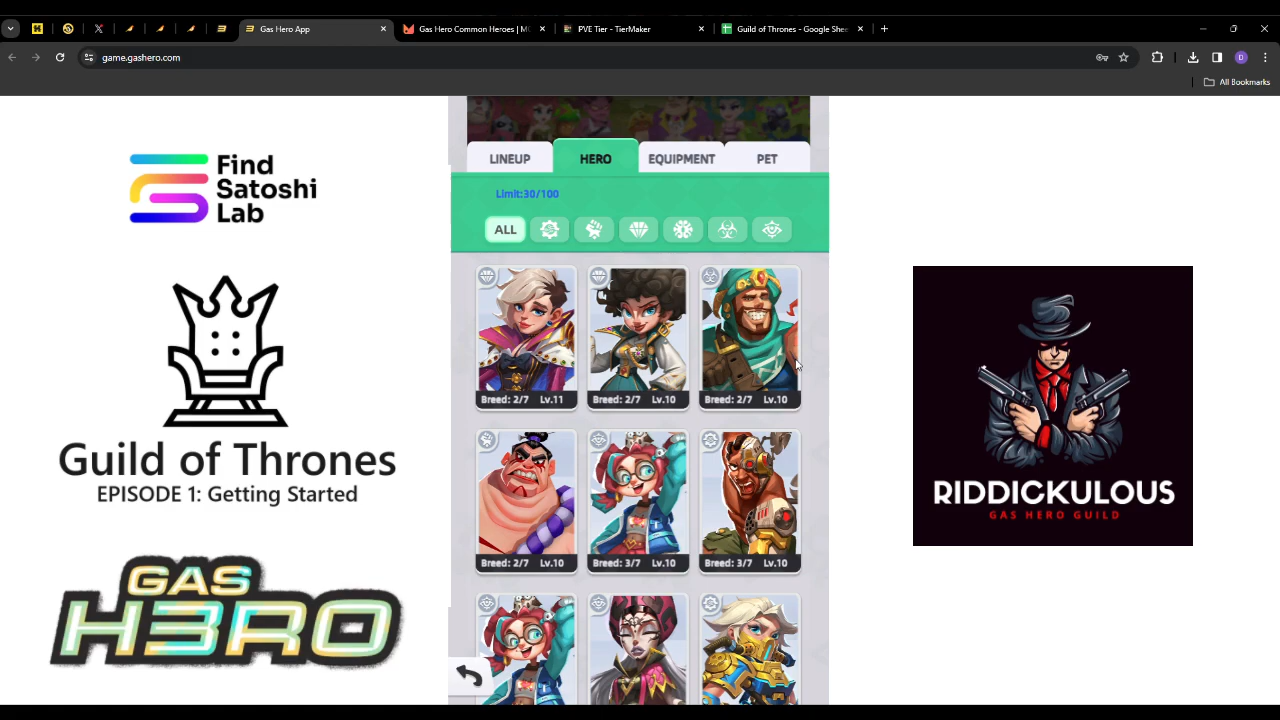 Gas Hero App
Gas Hero Common Heroes | M
PVE Tier - TierMaker
Guild of Thrones - Google Shee
game.gashero.com
All Bookmarks
LINEUP
HERO
EQUIPMENT
PET
Limit:30/100
ALL
Find
Satoshi
Lab
Guild of Thrones
EPISODE 1: Getting Started
GAS
H3RO
Breed: 2/7 Lv.11
Breed: 2/7 Lv.10
Breed: 2/7 Lv.10
Breed: 2/7 Lv.10
Breed: 3/7 Lv.10
Breed: 3/7 Lv.10
RIDDICKULOUS
GAS HERO GUILD